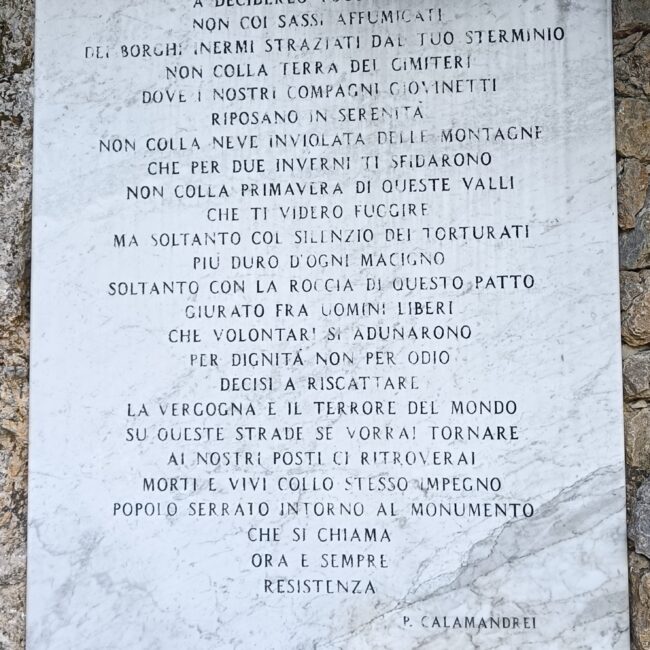 A DECIDERLO
NON COI SASSI AFFUMICATI
DEI BORGHI INERMI STRAZIATI DAL TUO STERMINIO
NON COLLA TERRA DEI CIMITERI
DOVE I NOSTRI COMPAGNI GIOVINETTI
RIPOSANO IN SERENITÀ
NON COLLA NEVE INVIOLATA DELLE MONTAGNE
CHE PER DUE INVERNI TI SFIDARONO
NON COLLA PRIMAVERA DI QUESTE VALLI
CHE TI VIDERO FUGGIRE
MA SOLTANTO COL SILENZIO DEI TORTURATI
PIÙ DURO D'OGNI MACIGNO
SOLTANTO CON LA ROCCIA DI QUESTO PATTO
GIURATO FRA UOMINI LIBERI
CHE VOLONTARI SI ADUNARONO
PER DIGNITÀ NON PER ODIO
DECISI A RISCATTARE
LA VERGOGNA E IL TERRORE DEL MONDO
SU QUESTE STRADE SE VORRAI TORNARE
AI NOSTRI POSTI CI RITROVERAI
MORTI E VIVI COLLO STESSO IMPEGNO
POPOLO SERRATO INTORNO AL MONUMENTO
CHE SI CHIAMA
ORA E SEMPRE
RESISTENZA
P. CALAMANDREI